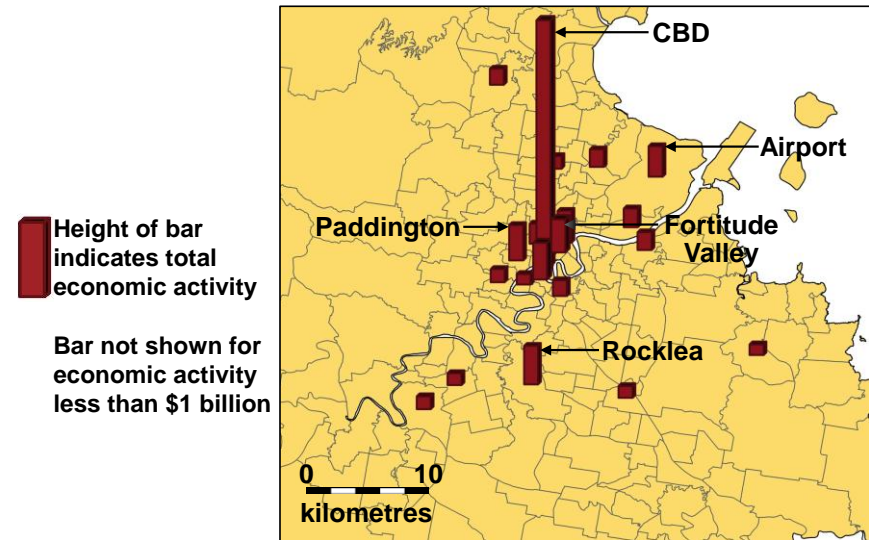 CBD
Airport
Paddington
Fortitude
Valley
Height of bar
indicates total
economic activity
Bar not shown for
economic activity
less than $1 billion
Rocklea
0 10
kilometres